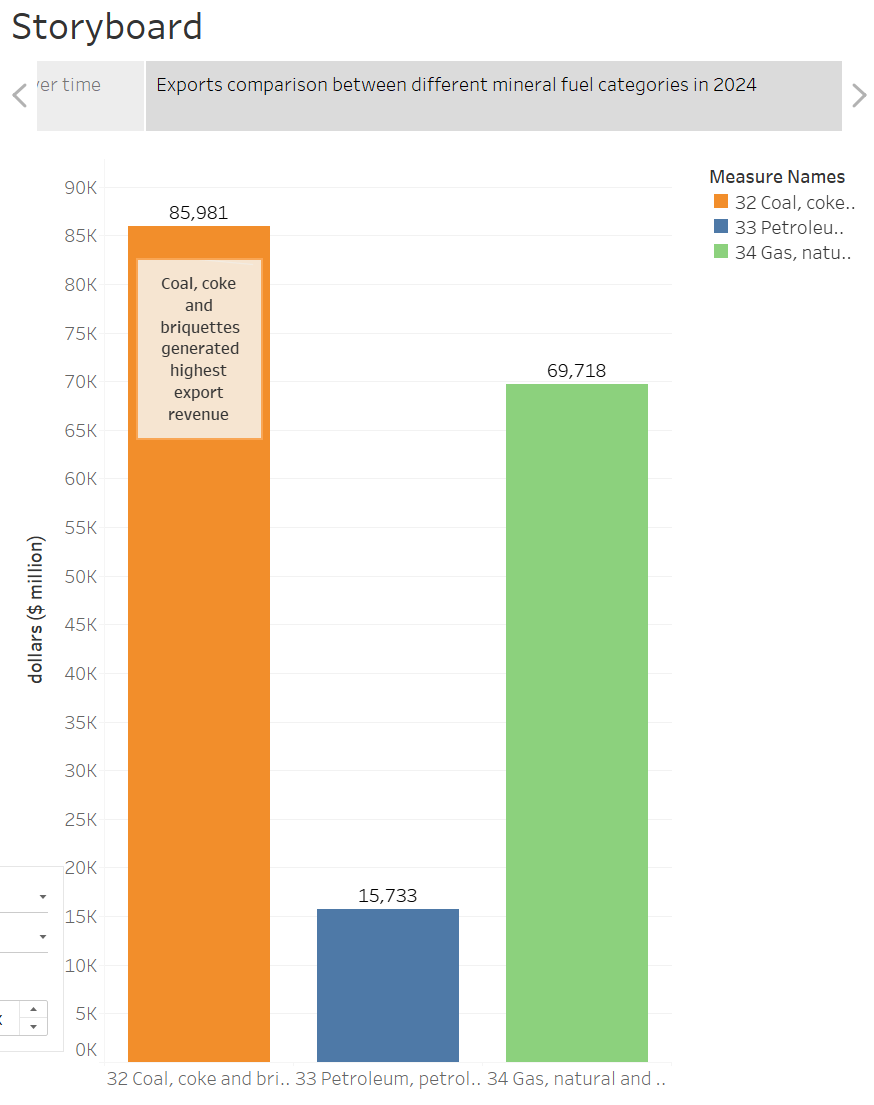 Storyboard
er time
Exports comparison between different mineral fuel categories in 2024
Measure Names
32 Coal, coke..
33 Petroleu..
34 Gas, natu..
90K
85K
80K
75K
70K
65K
60K
55K
50K
45K
40K
35K
30K
25K
20K
15K
10K
5K
0K
dollars ($ million)
85,981
Coal, coke
and
briquettes
generated
highest
export
revenue
15,733
69,718
32 Coal, coke and bri..
33 Petroleum, petrol..
34 Gas, natural and ..